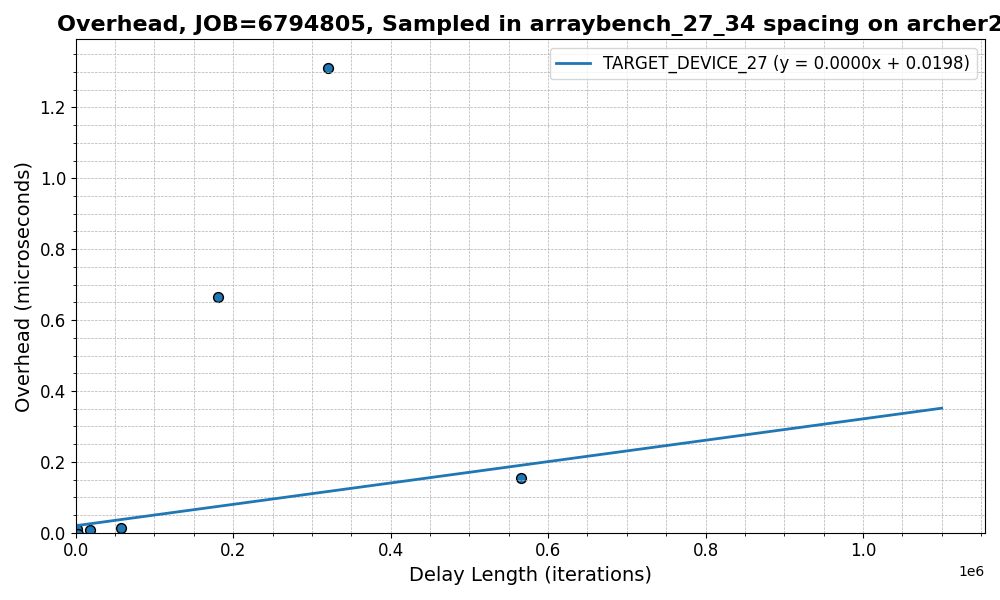 Overhead, JOB=6794805, Sampled in arraybench_27_34 spacing on archer2
TARGET_DEVICE_27 (y = 0.0000x + 0.0198)
Overhead (microseconds)
1.2
1.0
0.8
0.6
0.4
0.2
0.0
0.0 0.2 0.4 0.6 0.8 1.0
1e6
Delay Length (iterations)